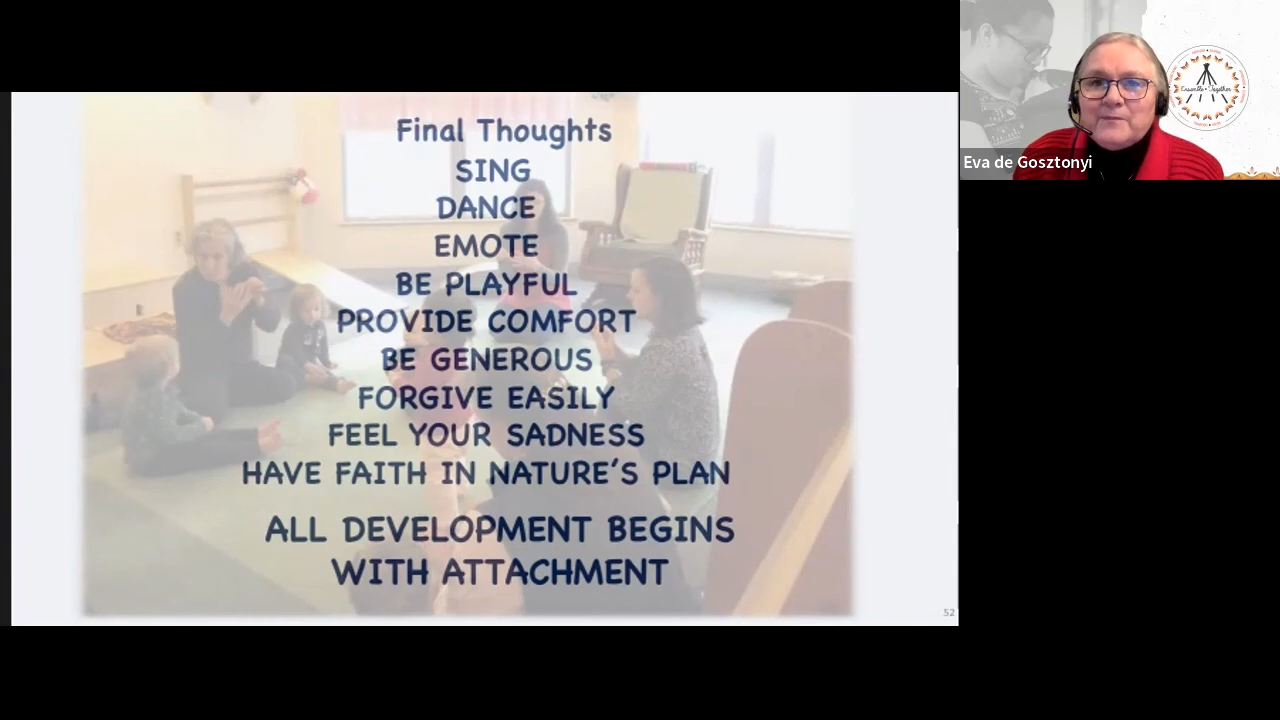 Final Thoughts
SING
DANCE
EMOTE
BE PLAYFUL
PROVIDE COMFORT
BE GENEROUS
FORGIVE EASILY
FEEL YOUR SADNESS
HAVE FAITH IN NATURE'S PLAN
ALL DEVELOPMENT BEGINS
WITH ATTACHMENT
52
Eva de Gosztonyi
Ensemble • Together